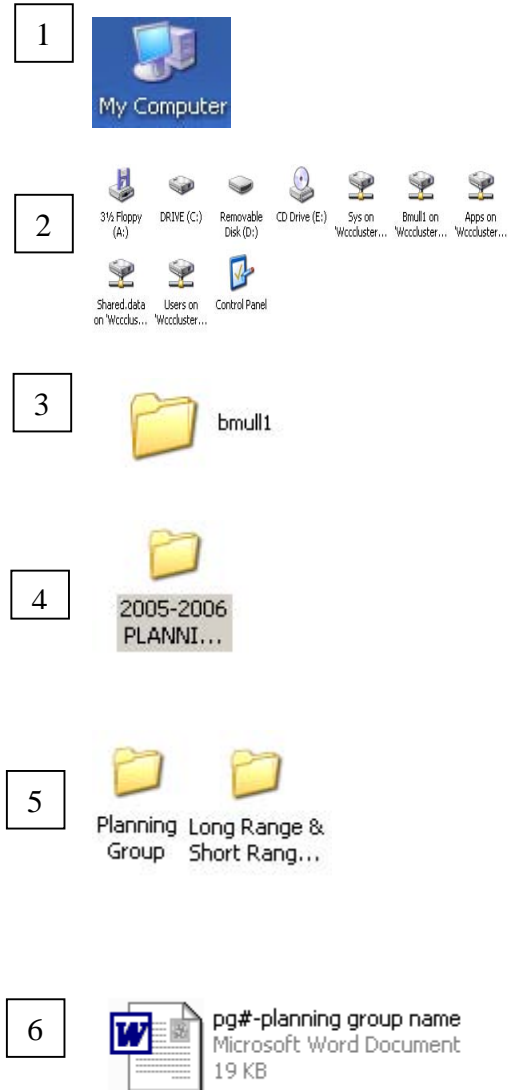 1
My Computer
2
3½ Floppy (A:)
DRIVE (C:)
Removable Disk (D:)
CD Drive (E:)
Sys on 'Wcccluster...
Bmull1 on 'Wcccluster...
Apps on 'Wcccluster...
Shared.data on 'Wccclus...
Users on 'Wcccluster...
Control Panel
3
bmull1
4
2005-2006
PLANNI...
5
Planning
Group
Long Range &
Short Rang...
6
W
pg#-planning group name
Microsoft Word Document
19 KB